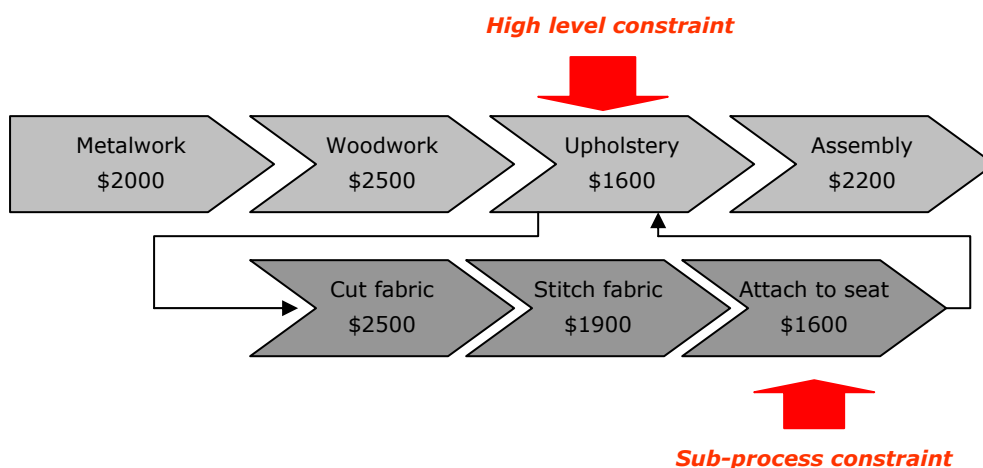 High level constraint
Metalwork
$2000
Woodwork
$2500
Upholstery
$1600
Assembly
$2200
Cut fabric
$2500
Stitch fabric
$1900
Attach to seat
$1600
Sub-process constraint